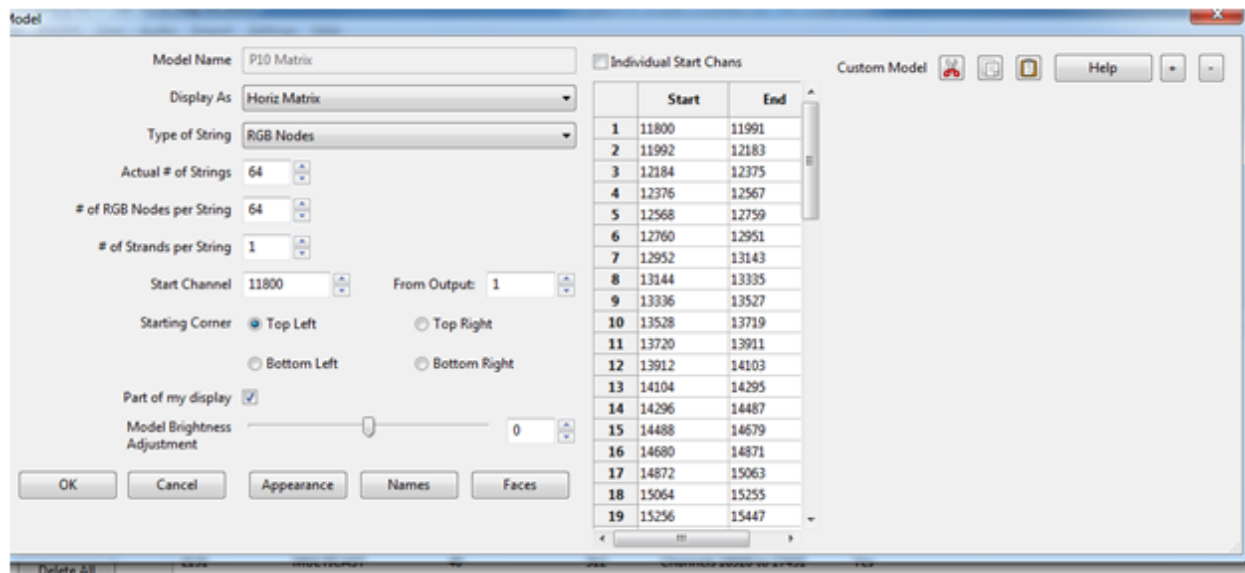 Model
Model Name P10 Matrix
Display As Horiz Matrix
Type of String RGB Nodes
Actual # of Strings 64
# of RGB Nodes per String 64
# of Strands per String 1
Start Channel 11800 From Output: 1
Starting Corner Top Left Top Right
Bottom Left Bottom Right
Part of my display
Model Brightness Adjustment 0
OK Cancel Appearance Names Faces
Individual Start Chans
Start End
1 11800 11991
2 11992 12183
3 12184 12375
4 12376 12567
5 12568 12759
6 12760 12951
7 12952 13143
8 13144 13335
9 13336 13527
10 13528 13719
11 13720 13911
12 13912 14103
13 14104 14295
14 14296 14487
15 14488 14679
16 14680 14871
17 14872 15063
18 15064 15255
19 15256 15447
Custom Model Help + -
Delete All